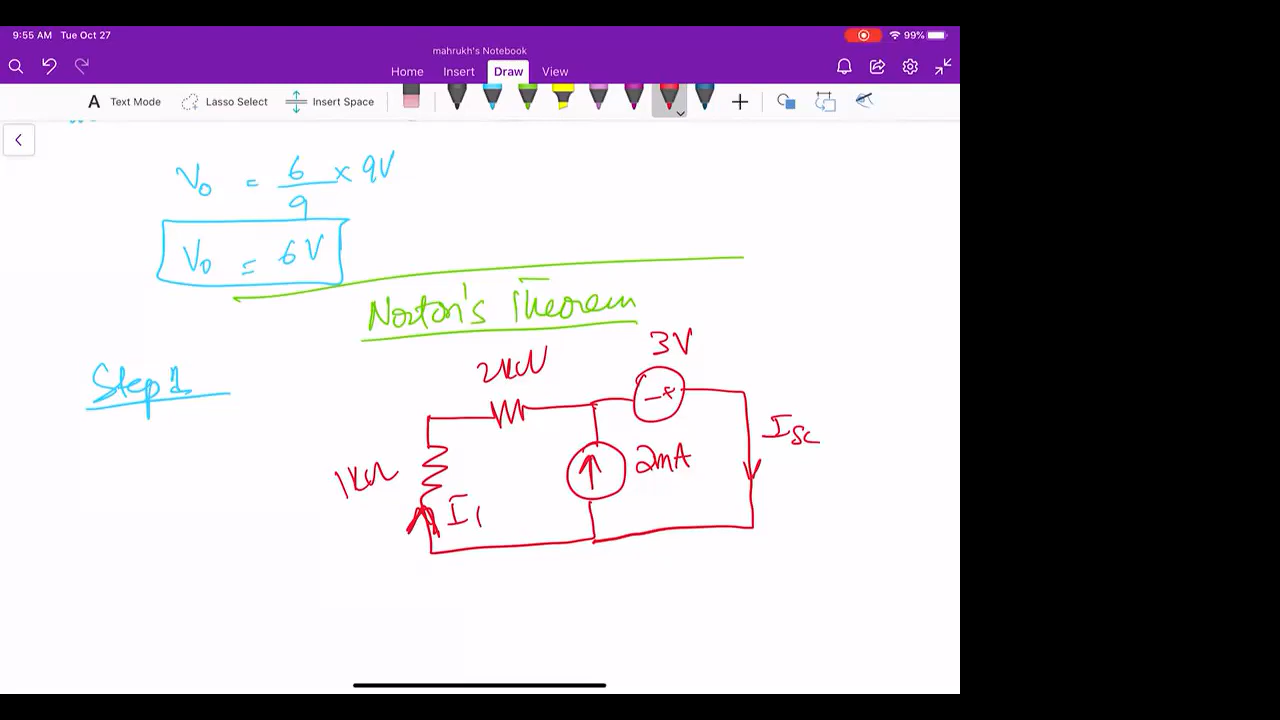 9:55 AM Tue Oct 27
99%
mahrukh's Notebook
Home Insert Draw View
A Text Mode Lasso Select Insert Space
V₀ = 6/9 × 9V
V₀ = 6V
Norton's Theorem
Step 1
3V
2kΩ
- +
Isc
1kΩ
2mA
I₁